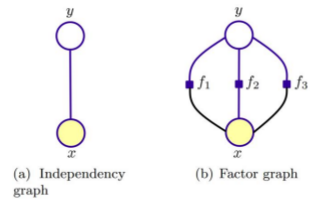 y
y
f₁
f₂
f₃
x
x
(a) Independency
graph
(b) Factor graph